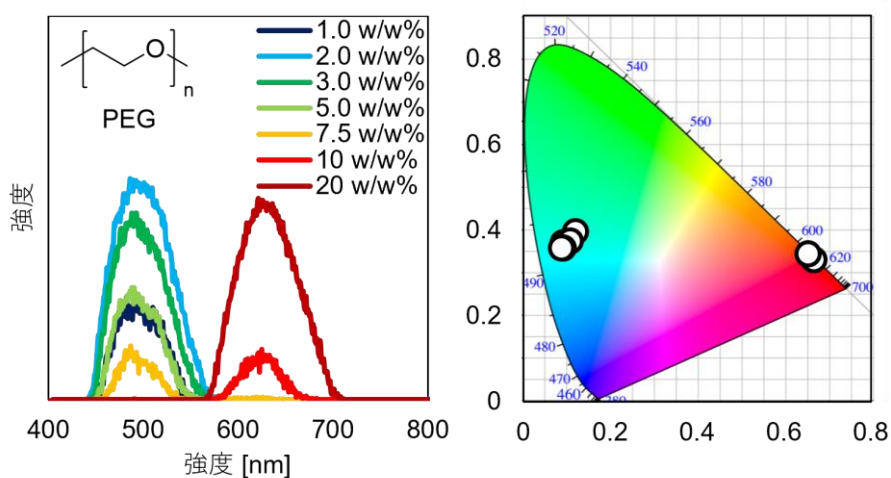 O
n
PEG
1.0 w/w%
2.0 w/w%
3.0 w/w%
5.0 w/w%
7.5 w/w%
10 w/w%
20 w/w%
強度
400 500 600 700 800
強度 [nm]
0.8
0.6
0.4
0.2
0
0 0.2 0.4 0.6 0.8
520
540
560
580
600
620
700
490
480
470
460